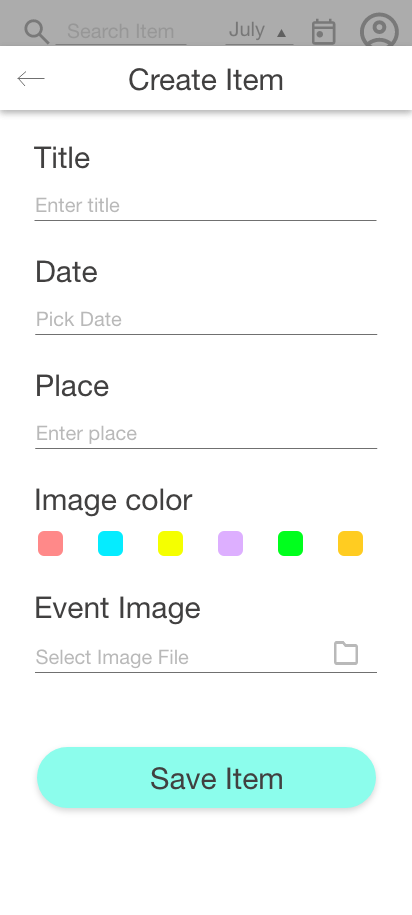 Search Item July ▲
Create Item
Title
Enter title
Date
Pick Date
Place
Enter place
Image color
Event Image
Select Image File
Save Item